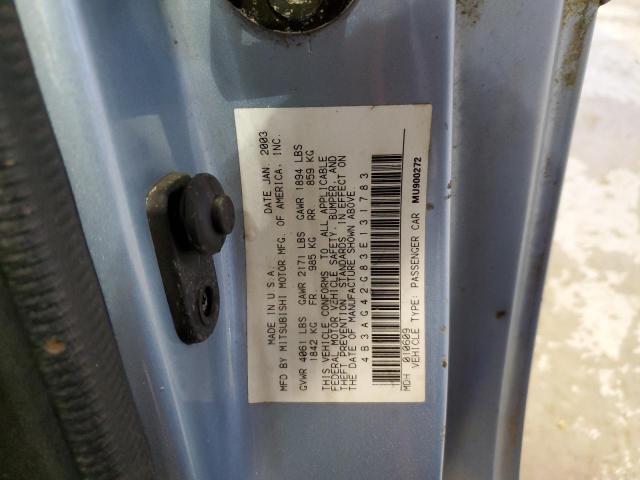 MADE IN U S A. DATE JAN. 2003
MFD BY MITSUBISHI MOTOR MFG. OF AMERICA, INC.
GVWR 4061 LBS GAWR 2171 LBS GAWR 1894 LBS
1842 KG FR 985 KG RR 859 KG
THIS VEHICLE CONFORMS TO ALL APPLICABLE
FEDERAL MOTOR VEHICLE SAFETY, BUMPER, AND
THEFT PREVENTION STANDARDS IN EFFECT ON
THE DATE OF MANUFACTURE SHOWN ABOVE
4B3AG42G83E131783
MDH 010609 MU900272
VEHICLE TYPE: PASSENGER CAR